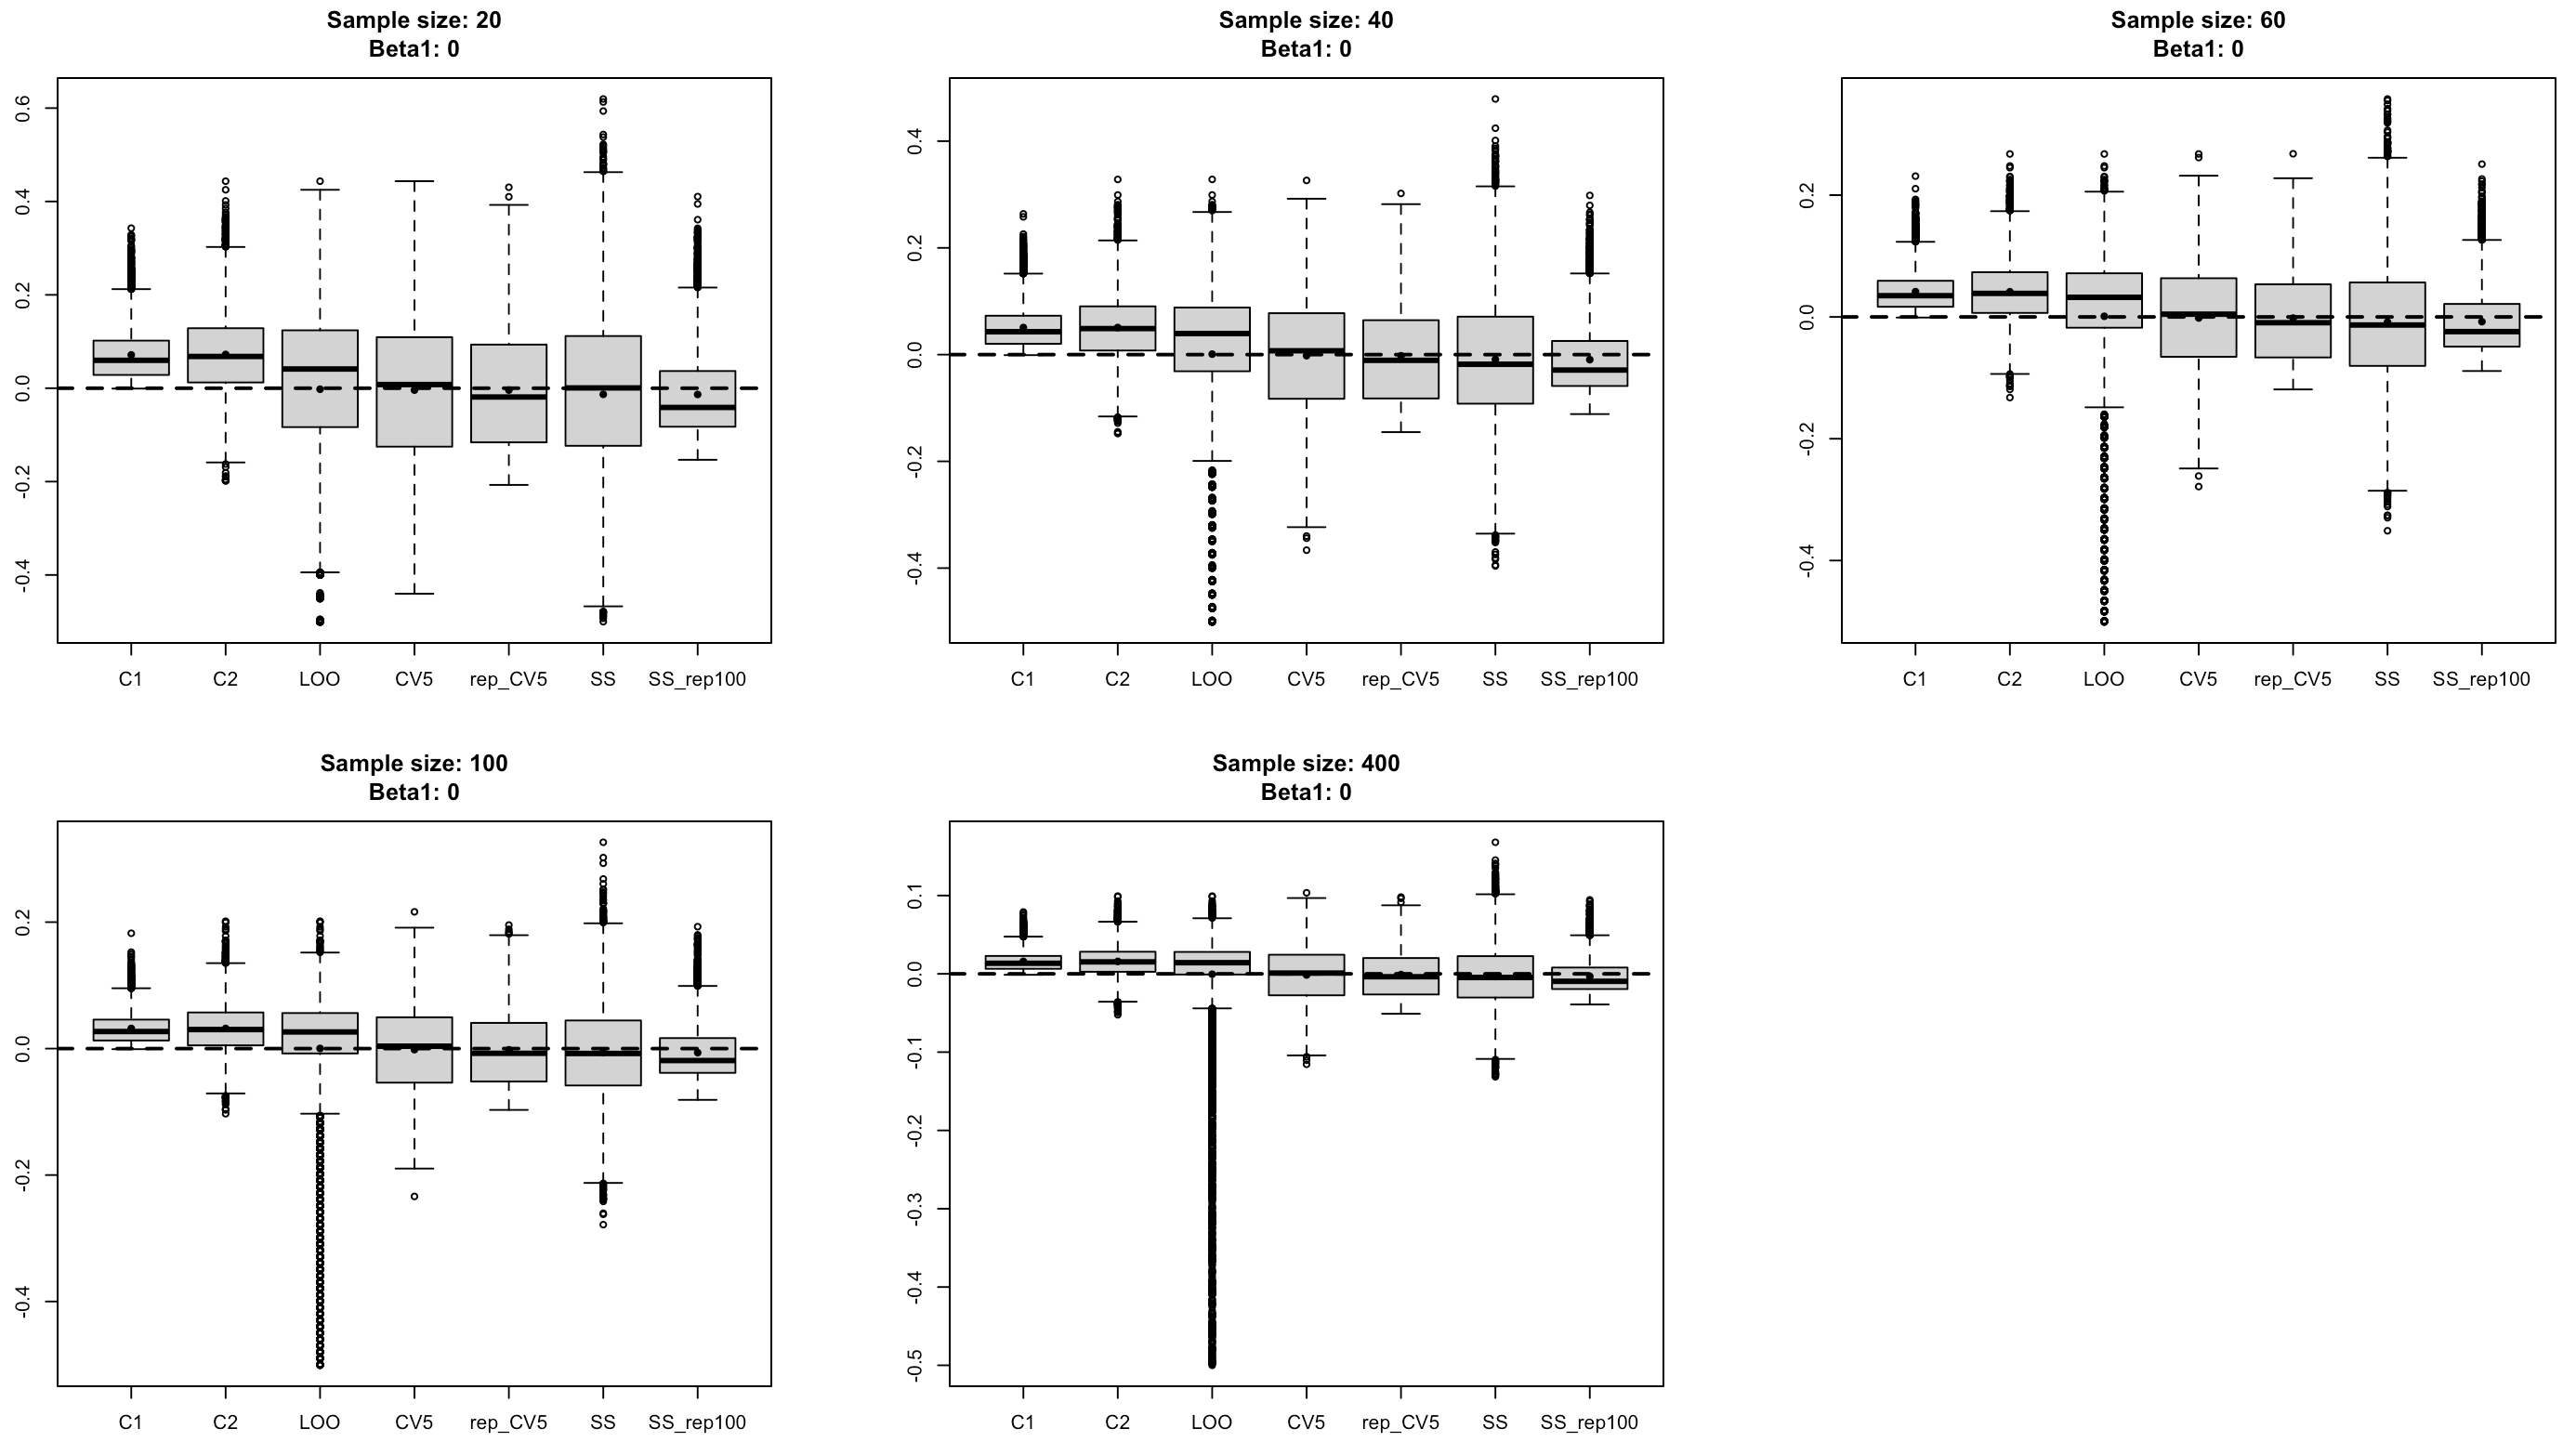 Sample size: 20
Beta1: 0
0.6
0.4
0.2
0.0
-0.2
-0.4
C1 C2 LOO CV5 rep_CV5 SS SS_rep100
Sample size: 40
Beta1: 0
0.4
0.2
0.0
-0.2
-0.4
C1 C2 LOO CV5 rep_CV5 SS SS_rep100
Sample size: 60
Beta1: 0
0.2
0.0
-0.2
-0.4
C1 C2 LOO CV5 rep_CV5 SS SS_rep100
Sample size: 100
Beta1: 0
0.2
0.0
-0.2
-0.4
C1 C2 LOO CV5 rep_CV5 SS SS_rep100
Sample size: 400
Beta1: 0
0.1
0.0
-0.1
-0.2
-0.3
-0.4
-0.5
C1 C2 LOO CV5 rep_CV5 SS SS_rep100